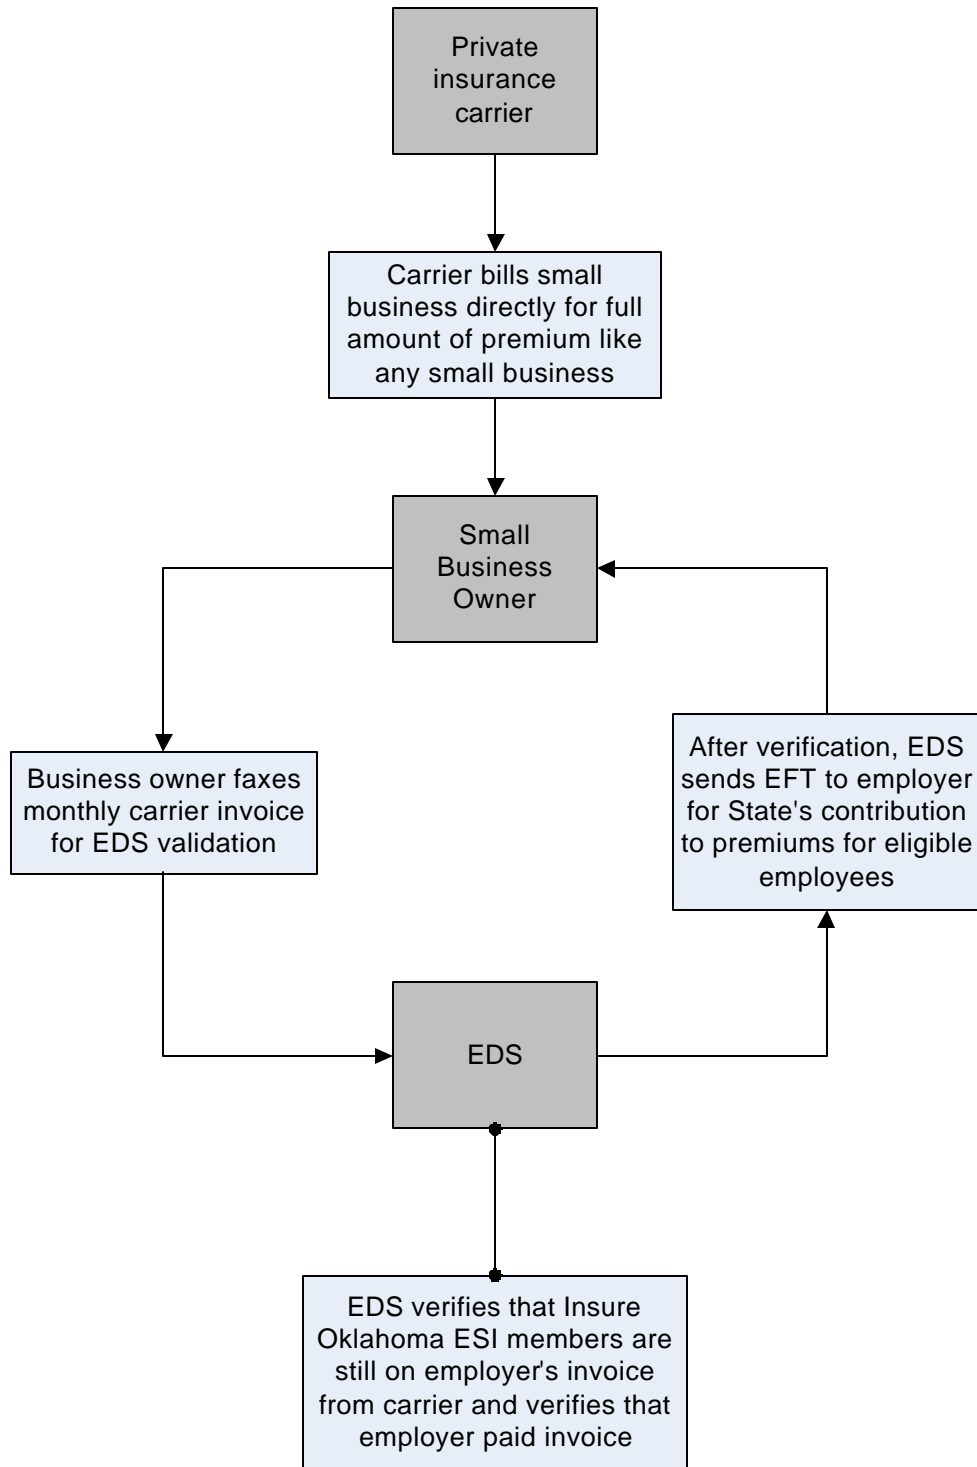 Private
insurance
carrier
Carrier bills small
business directly for full
amount of premium like
any small business
Small
Business
Owner
Business owner faxes
monthly carrier invoice
for EDS validation
After verification, EDS
sends EFT to employer
for State's contribution
to premiums for eligible
employees
EDS
EDS verifies that Insure
Oklahoma ESI members are
still on employer's invoice
from carrier and verifies that
employer paid invoice